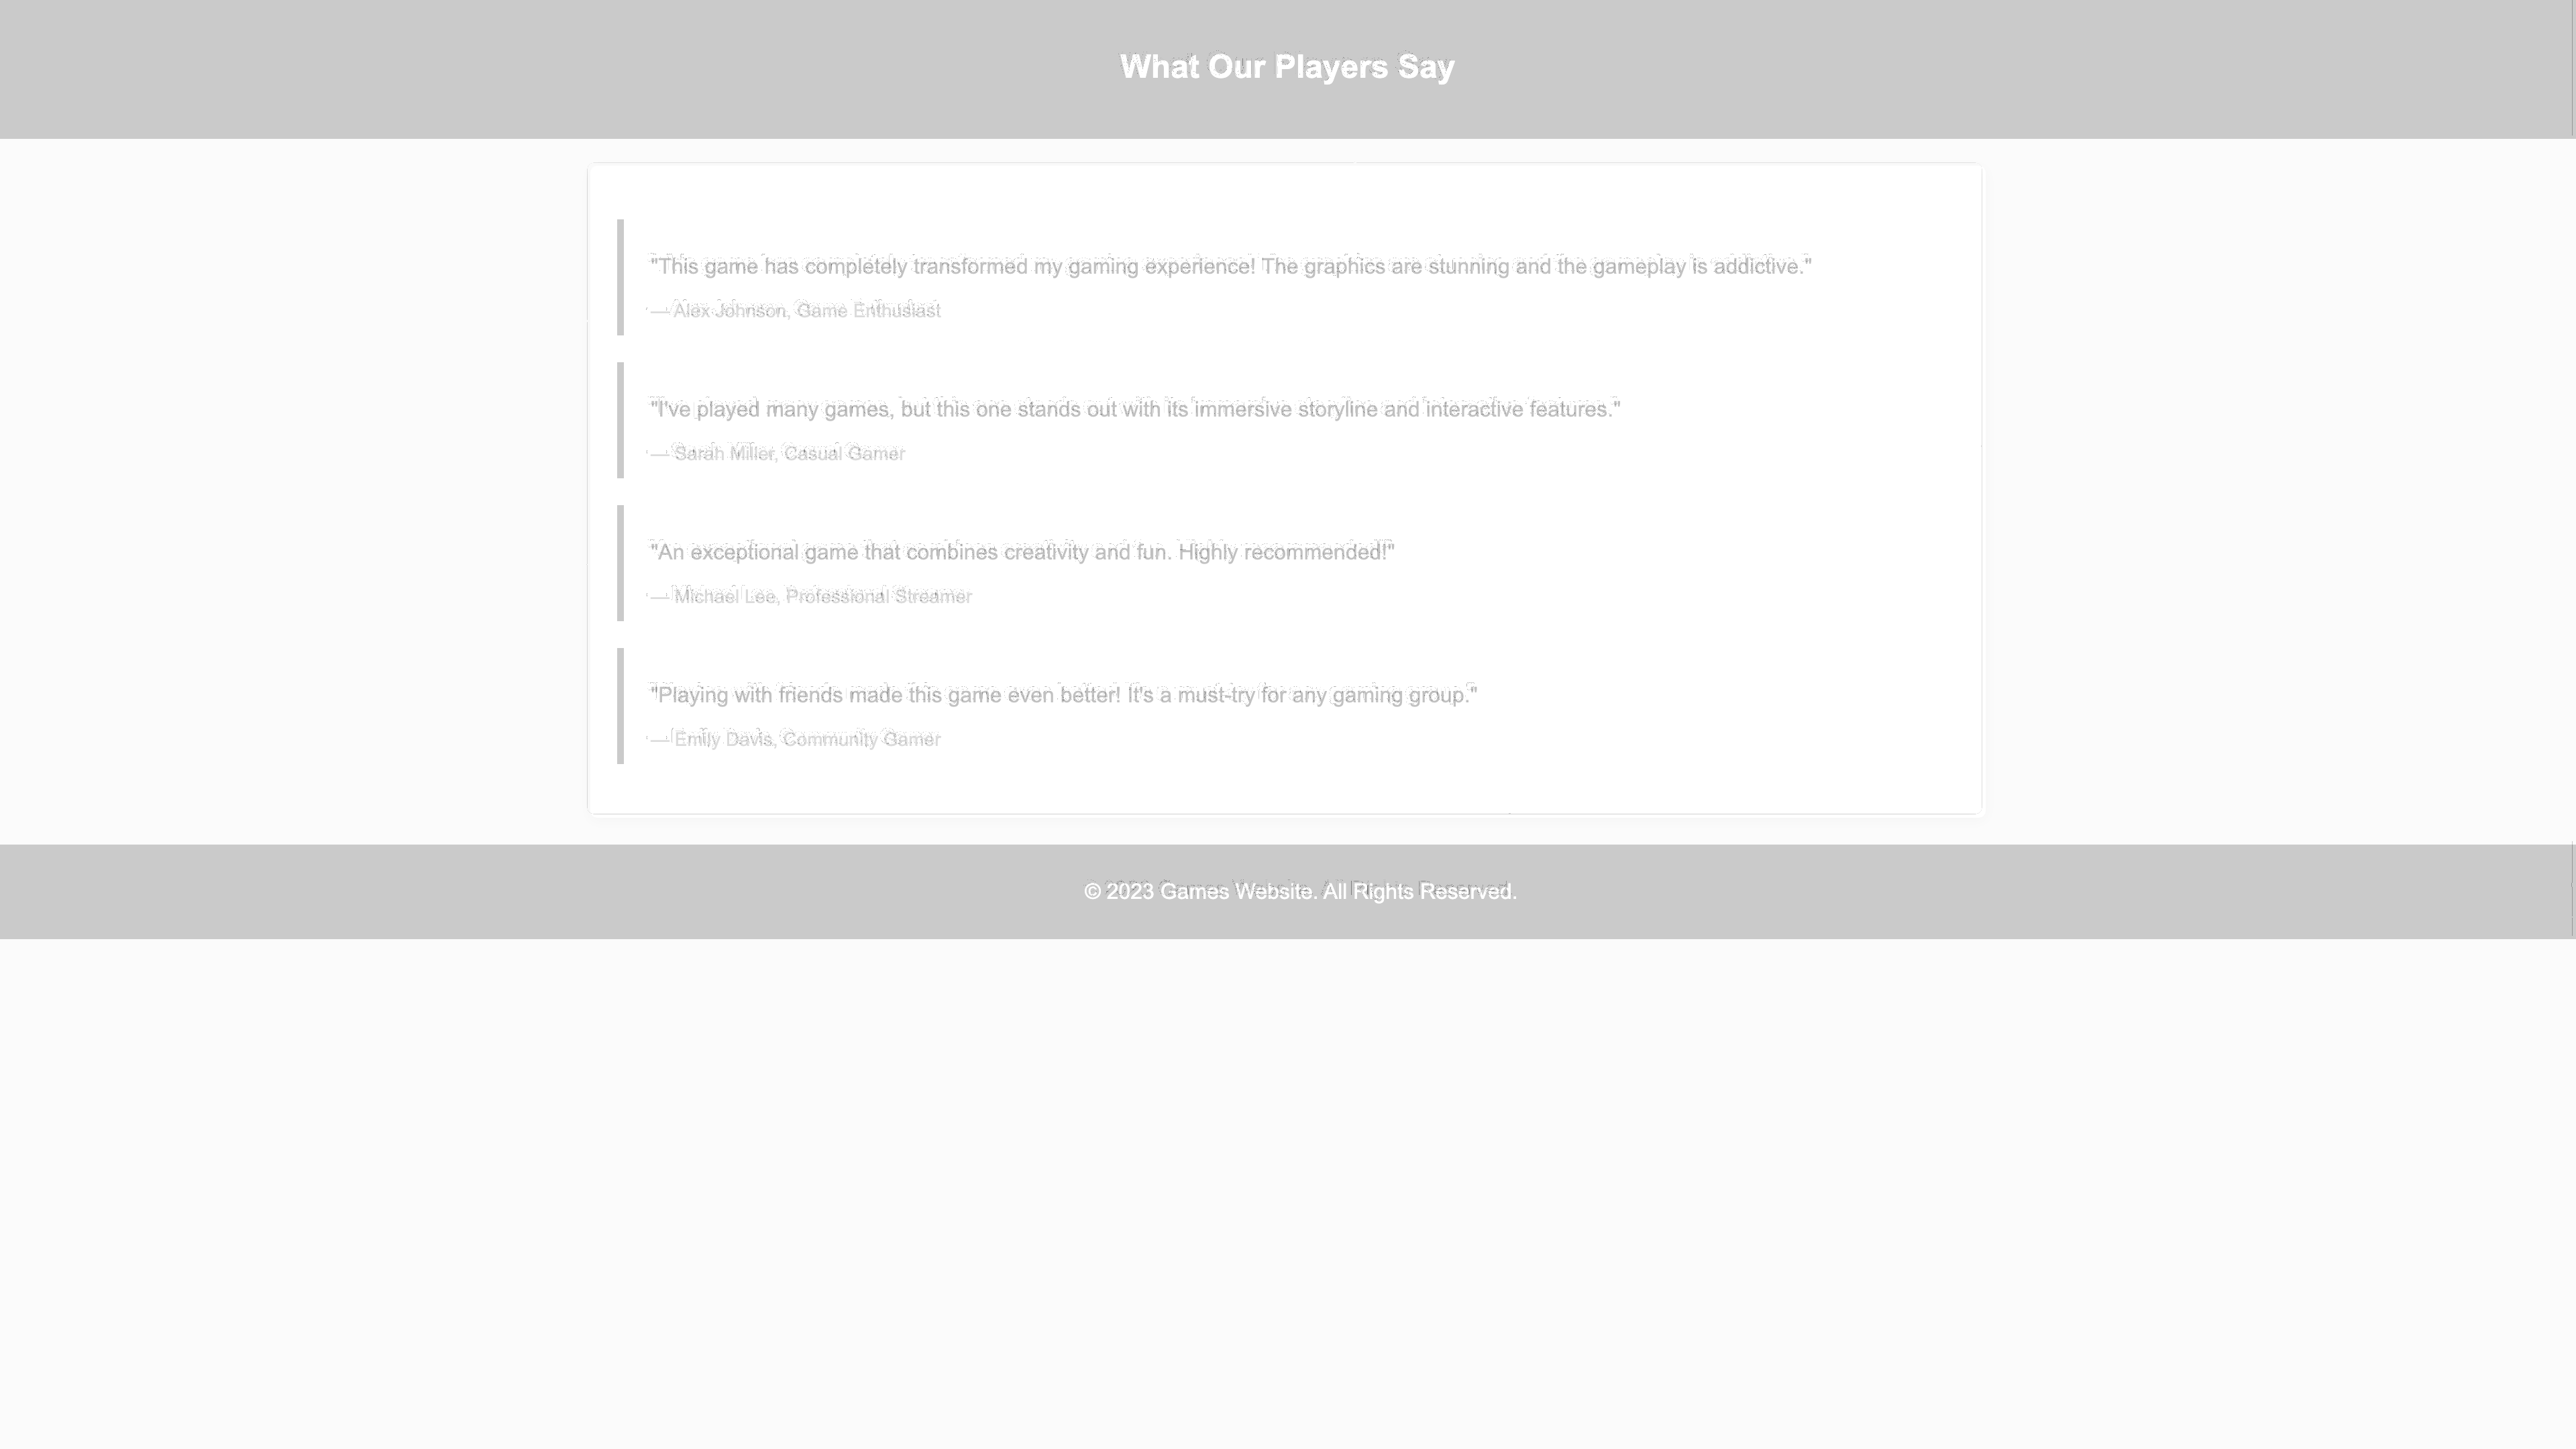 What Our Players Say
"This game has completely transformed my gaming experience! The graphics are stunning and the gameplay is addictive."
— Alex Johnson, Game Enthusiast
"I've played many games, but this one stands out with its immersive storyline and interactive features."
— Sarah Miller, Casual Gamer
"An exceptional game that combines creativity and fun. Highly recommended!"
— Michael Lee, Professional Streamer
"Playing with friends made this game even better! It's a must-try for any gaming group."
— Emily Davis, Community Gamer
© 2023 Games Website. All Rights Reserved.